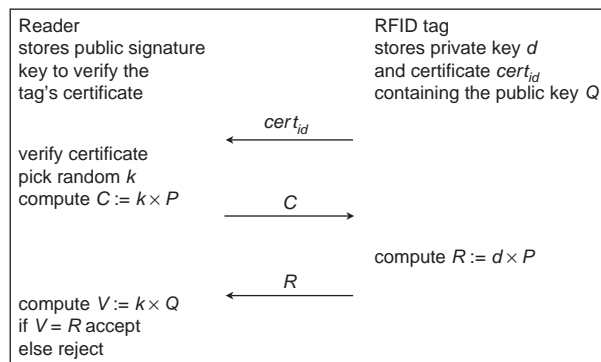 Reader
stores public signature
key to verify the
tag's certificate
RFID tag
stores private key d
and certificate cert_id
containing the public key Q
cert_id
verify certificate
pick random k
compute C := k × P
C
compute R := d × P
R
compute V := k × Q
if V = R accept
else reject